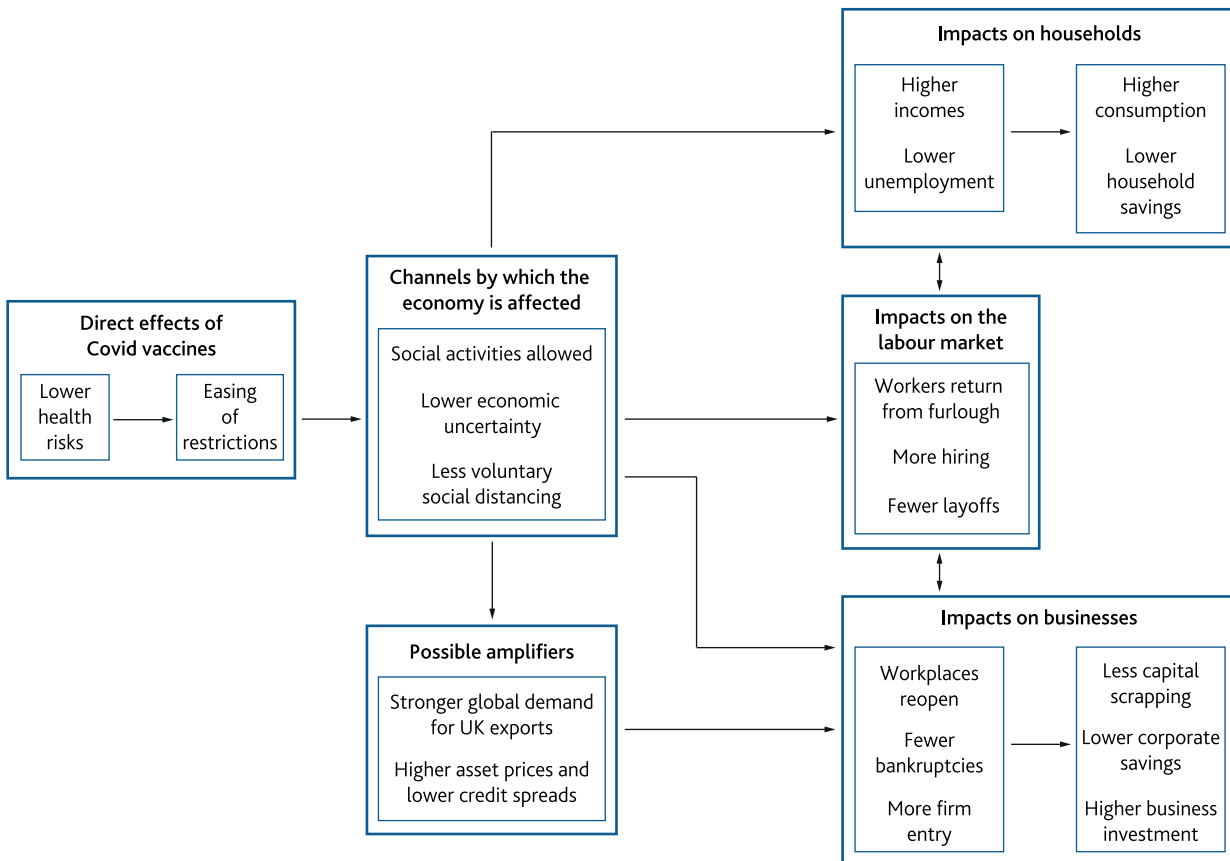 Direct effects of
Covid vaccines
Lower
health
risks
Easing
of
restrictions
Channels by which the
economy is affected
Social activities allowed
Lower economic
uncertainty
Less voluntary
social distancing
Possible amplifiers
Stronger global demand
for UK exports
Higher asset prices and
lower credit spreads
Impacts on households
Higher
incomes
Lower
unemployment
Higher
consumption
Lower
household
savings
Impacts on the
labour market
Workers return
from furlough
More hiring
Fewer layoffs
Impacts on businesses
Workplaces
reopen
Fewer
bankruptcies
More firm
entry
Less capital
scrapping
Lower corporate
savings
Higher business
investment